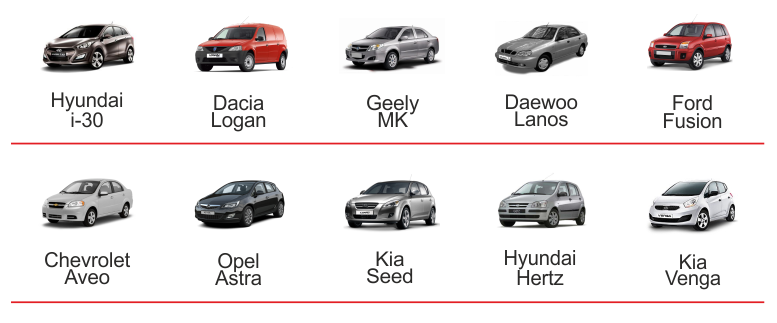 Hyundai
i-30
Dacia
Logan
Geely
MK
Daewoo
Lanos
Ford
Fusion
Chevrolet
Aveo
Opel
Astra
Kia
Seed
Hyundai
Hertz
Kia
Venga